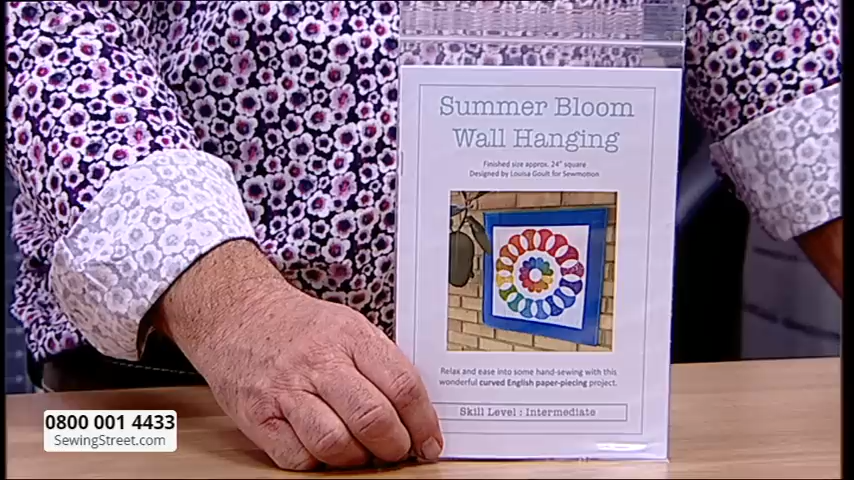 Summer Bloom
Wall Hanging
Finished size approx. 24" square
Designed by Louisa Goult for Sewmotion
Relax and ease into some hand-sewing with this
wonderful curved English paper-piecing project.
Skill Level : Intermediate
0800 001 4433
SewingStreet.com